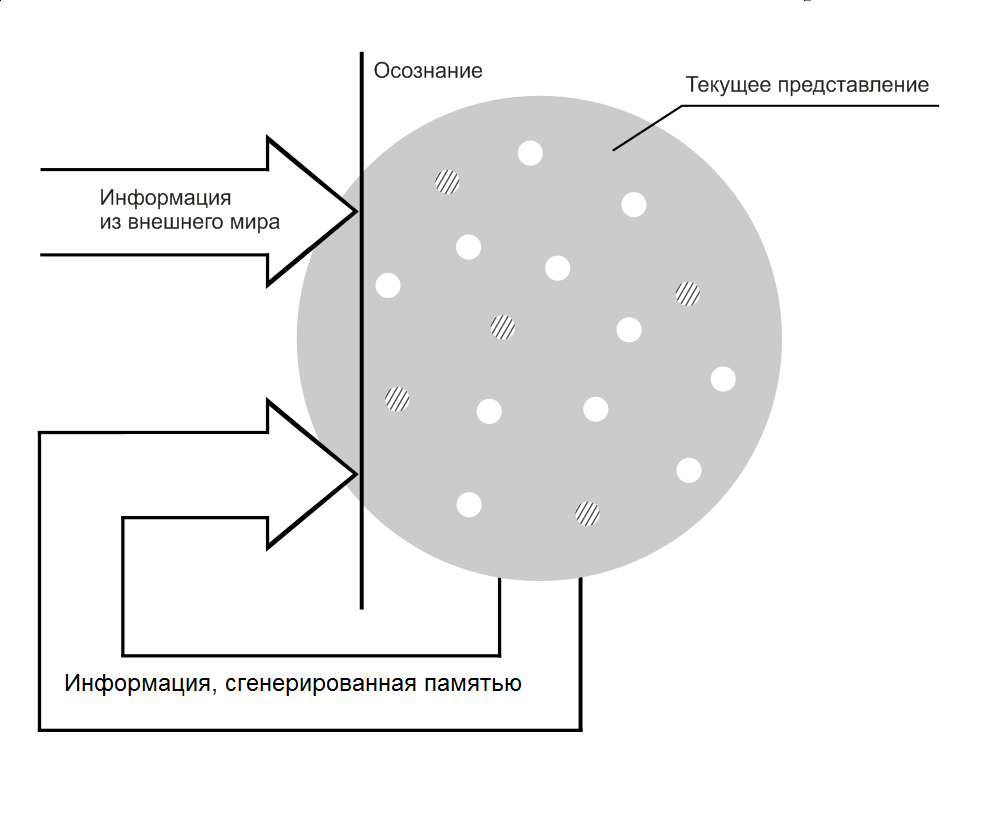 Осознание
Текущее представление
Информация
из внешнего мира
Информация, сгенерированная памятью